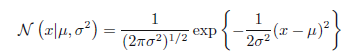 𝒩 (x|μ, σ²) = 1/(2πσ²)^{1/2} exp { −1/(2σ²) (x − μ)² }